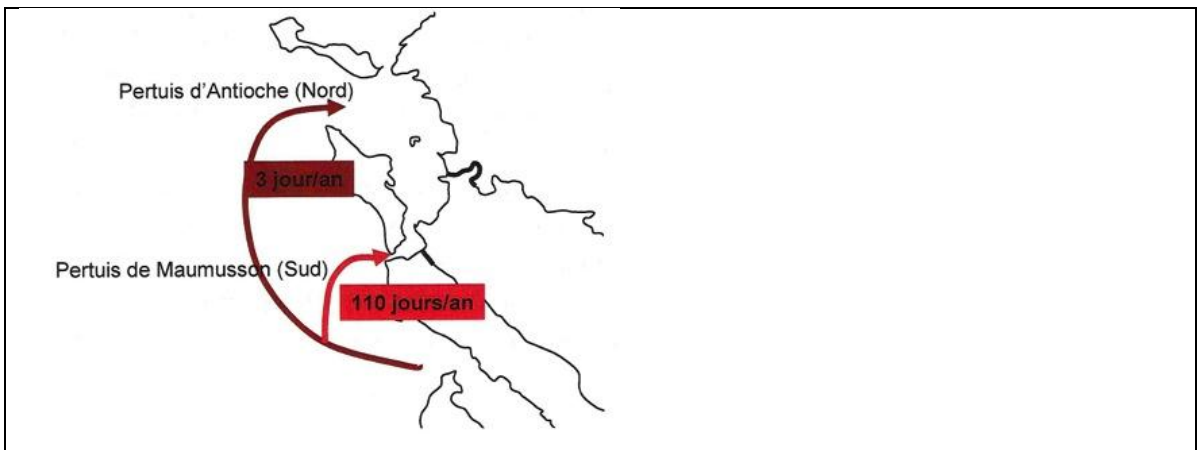 Pertuis d'Antioche (Nord)
3 jour/an
Pertuis de Maumusson (Sud)
110 jours/an